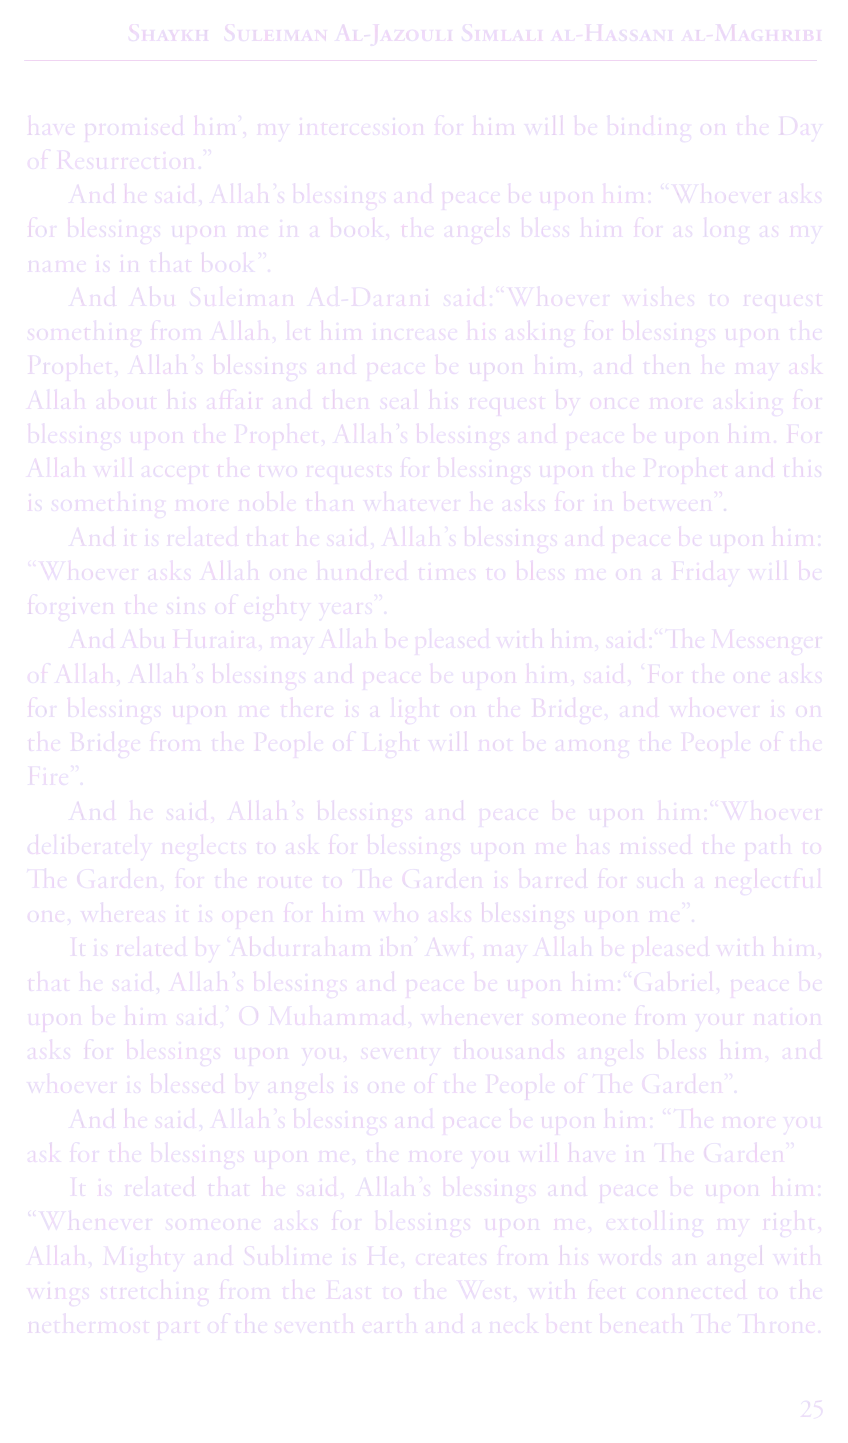 Shaykh Suleiman Al-Jazouli Simlali al-Hassani al-Maghribi
have promised him’, my intercession for him will be binding on the Day
of Resurrection.”
And he said, Allah’s blessings and peace be upon him: “Whoever asks
for blessings upon me in a book, the angels bless him for as long as my
name is in that book”.
And Abu Suleiman Ad-Darani said:“Whoever wishes to request
something from Allah, let him increase his asking for blessings upon the
Prophet, Allah’s blessings and peace be upon him, and then he may ask
Allah about his affair and then seal his request by once more asking for
blessings upon the Prophet, Allah’s blessings and peace be upon him. For
Allah will accept the two requests for blessings upon the Prophet and this
is something more noble than whatever he asks for in between”.
And it is related that he said, Allah’s blessings and peace be upon him:
“Whoever asks Allah one hundred times to bless me on a Friday will be
forgiven the sins of eighty years”.
And Abu Huraira, may Allah be pleased with him, said:“The Messenger
of Allah, Allah’s blessings and peace be upon him, said, ‘For the one asks
for blessings upon me there is a light on the Bridge, and whoever is on
the Bridge from the People of Light will not be among the People of the
Fire”.
And he said, Allah’s blessings and peace be upon him:“Whoever
deliberately neglects to ask for blessings upon me has missed the path to
The Garden, for the route to The Garden is barred for such a neglectful
one, whereas it is open for him who asks blessings upon me”.
It is related by ‘Abdurraham ibn’ Awf, may Allah be pleased with him,
that he said, Allah’s blessings and peace be upon him:“Gabriel, peace be
upon be him said,’ O Muhammad, whenever someone from your nation
asks for blessings upon you, seventy thousands angels bless him, and
whoever is blessed by angels is one of the People of The Garden”.
And he said, Allah’s blessings and peace be upon him: “The more you
ask for the blessings upon me, the more you will have in The Garden”
It is related that he said, Allah’s blessings and peace be upon him:
“Whenever someone asks for blessings upon me, extolling my right,
Allah, Mighty and Sublime is He, creates from his words an angel with
wings stretching from the East to the West, with feet connected to the
nethermost part of the seventh earth and a neck bent beneath The Throne.
25